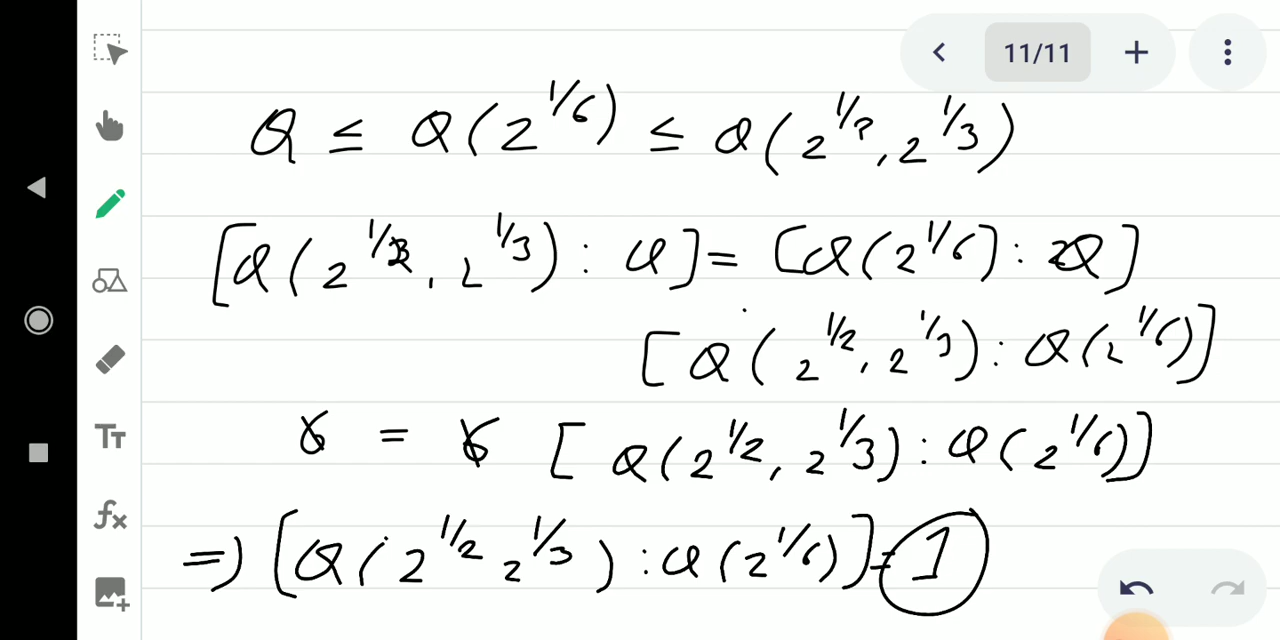 11/11
Q ≤ Q(2^{1/6}) ≤ Q(2^{1/2}, 2^{1/3})
[Q(2^{1/2}, 2^{1/3}) : Q] = [Q(2^{1/6}) : Q]
[Q(2^{1/2}, 2^{1/3}) : Q(2^{1/6})]
6 = 6 [Q(2^{1/2}, 2^{1/3}) : Q(2^{1/6})]
=> [Q(2^{1/2} 2^{1/3}) : Q(2^{1/6})] = 1
Tт
fx